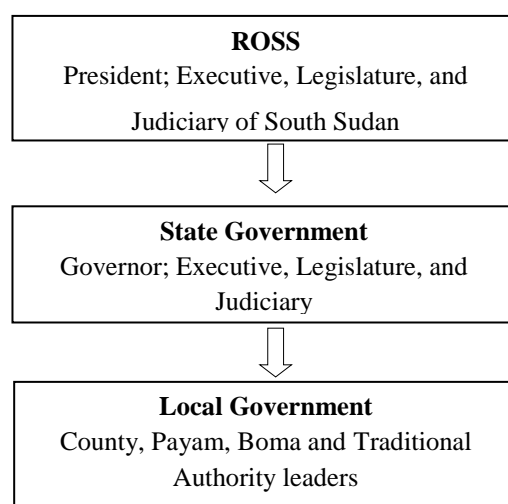 ROSS
President; Executive, Legislature, and
Judiciary of South Sudan
State Government
Governor; Executive, Legislature, and
Judiciary
Local Government
County, Payam, Boma and Traditional
Authority leaders